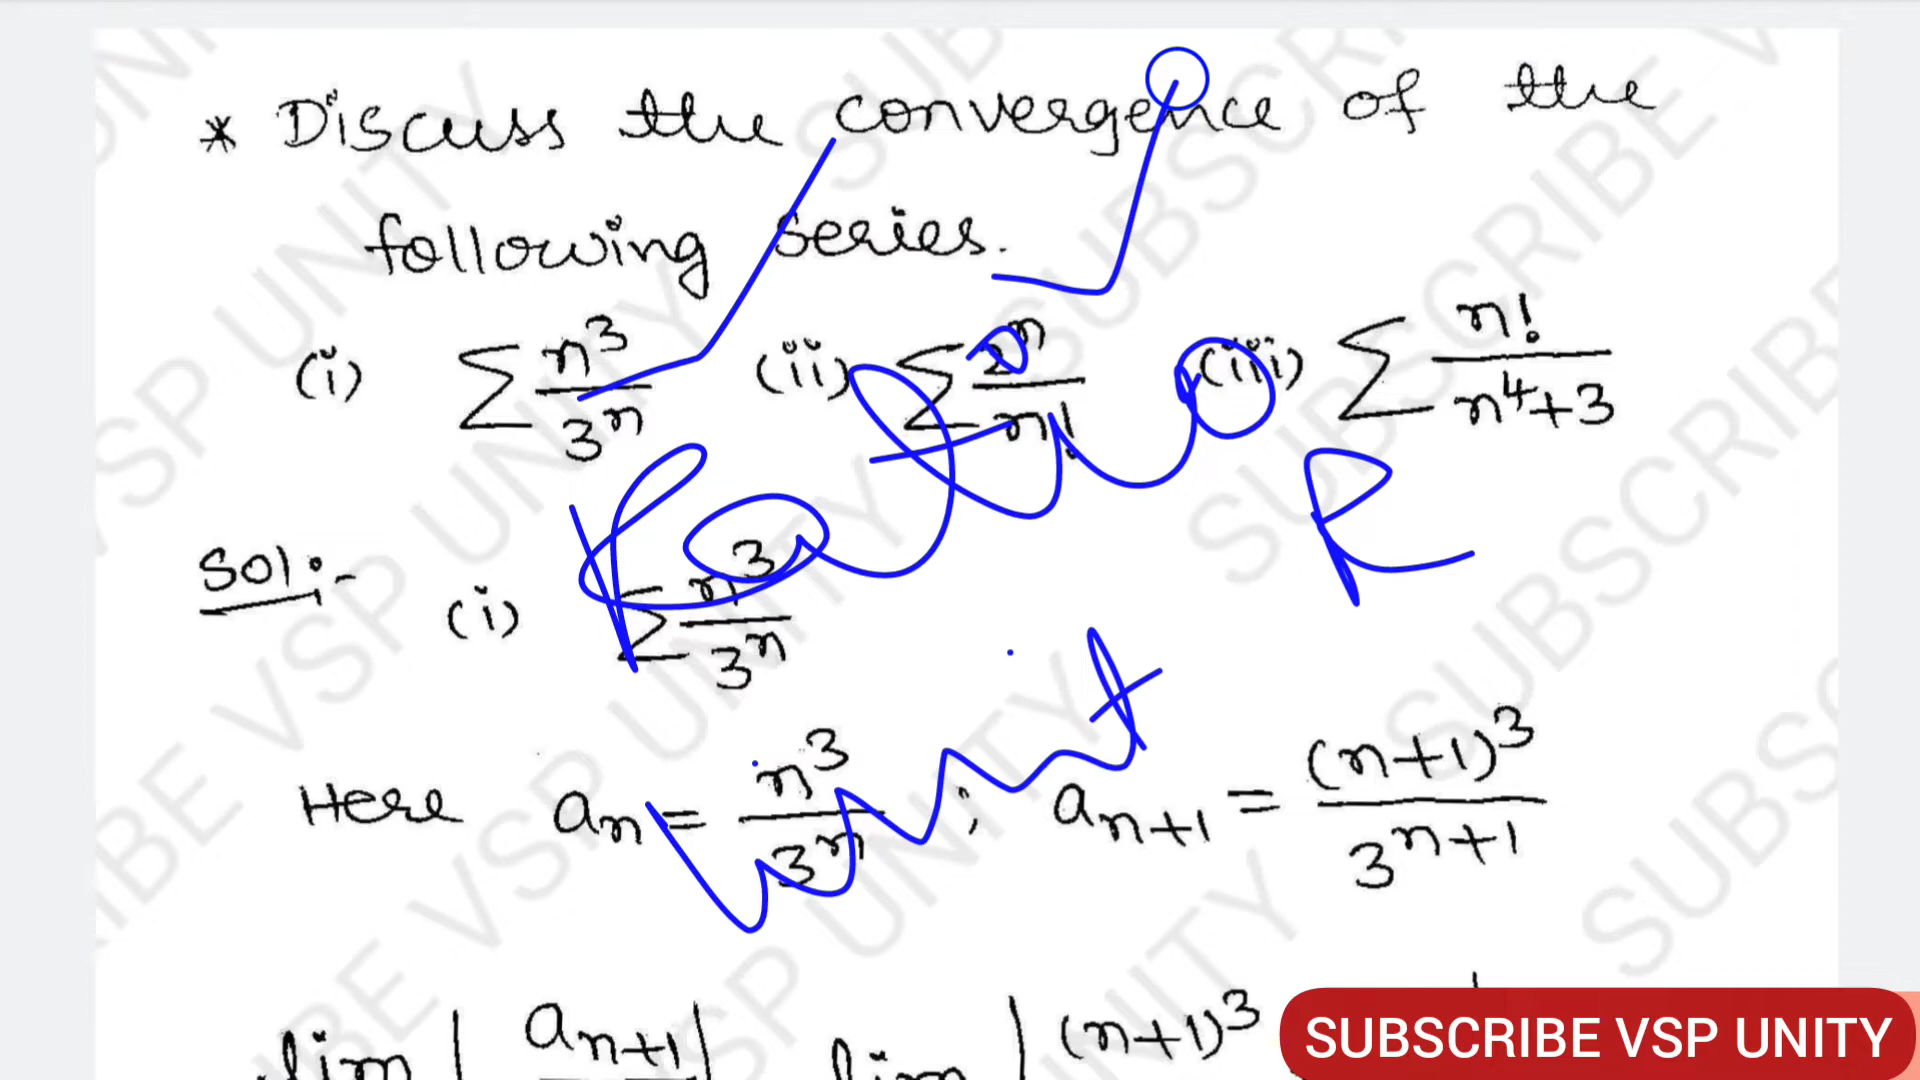 * Discuss the convergence of the
following series.
(i) ∑ n³/3ⁿ (ii) ∑ 2ⁿ/n! (iii) ∑ n!/n⁴+3
Ratio R
Sol:- (i) ∑ n³/3ⁿ
Here aₙ = n³/3ⁿ ; aₙ₊₁ = (n+1)³/3ⁿ⁺¹
lim | aₙ₊₁ | lim | (n+1)³
SUBSCRIBE VSP UNITY